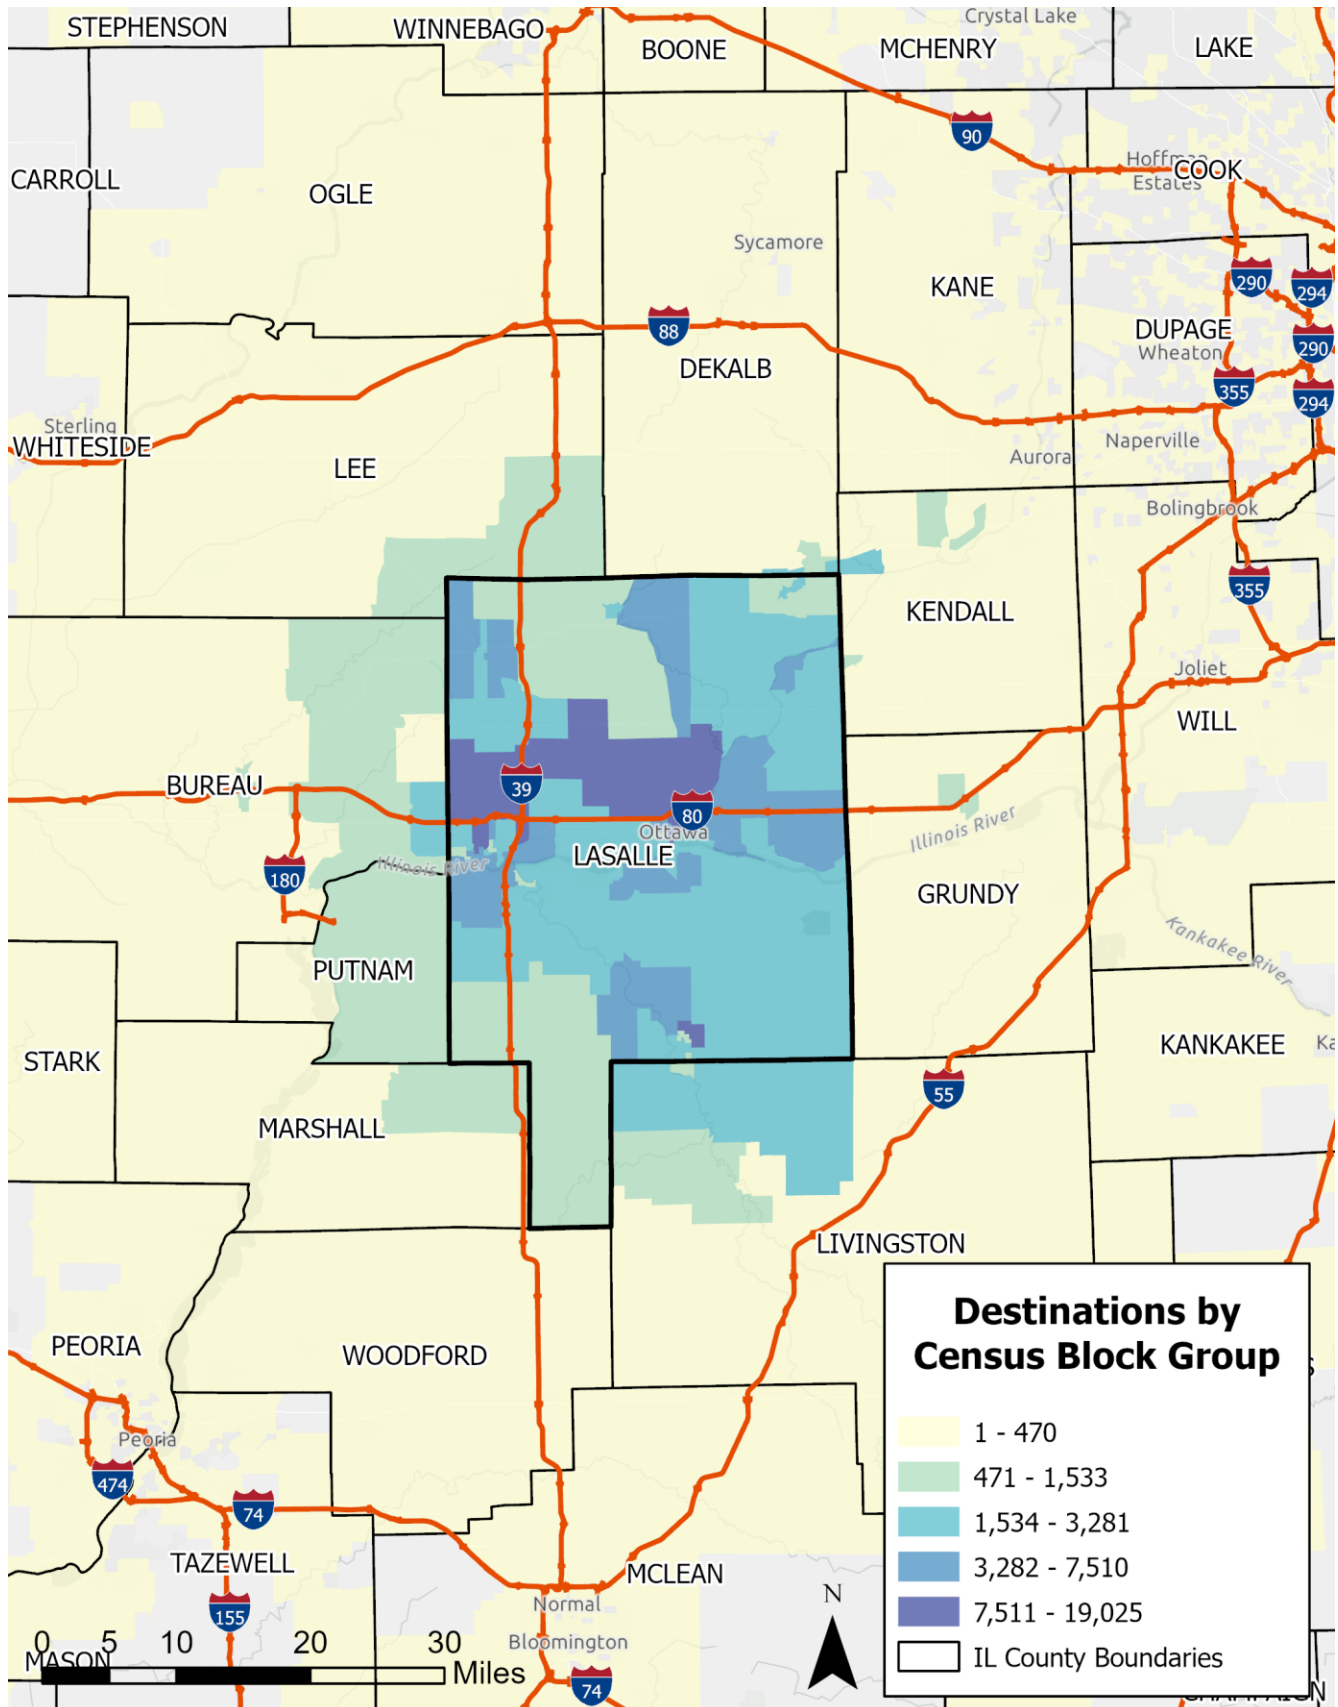 STEPHENSON
WINNEBAGO
BOONE
Crystal Lake
MCHENRY
LAKE
90
CARROLL
OGLE
Hoffman
Estates
COOK
Sycamore
KANE
290
294
88
DUPAGE
Wheaton
290
DEKALB
355
294
Sterling
WHITESIDE
LEE
Naperville
Aurora
Bolingbrook
355
KENDALL
Joliet
WILL
BUREAU
39
80
Ottawa
Illinois River
LASALLE
Illinois River
180
GRUNDY
Kankakee River
PUTNAM
STARK
KANKAKEE
Ka
55
MARSHALL
LIVINGSTON
Destinations by
Census Block Group
1 - 470
471 - 1,533
1,534 - 3,281
3,282 - 7,510
7,511 - 19,025
IL County Boundaries
PEORIA
WOODFORD
Peoria
474
74
TAZEWELL
MCLEAN
155
Normal
Bloomington
N
0 5 10 20 30
Miles
MASON
74